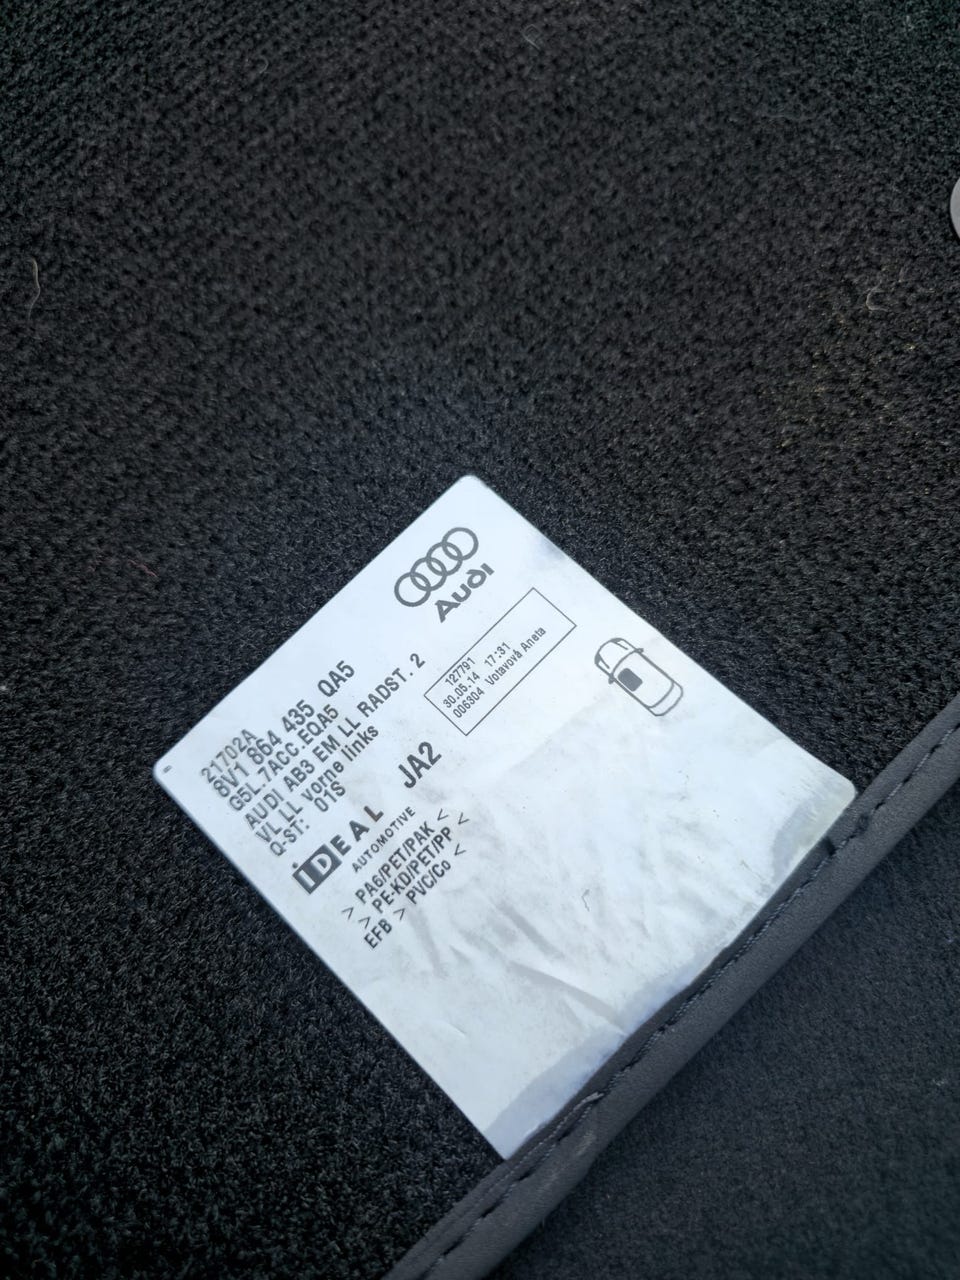 Audi
127791
30.05.14 17:31
006304 Votavová Aneta
21702A
8V1 864 435 QA5
G5L.7ACC.EQA5
AUDI AB3 EM LL RADST. 2
VL LL vorne links
Q-ST: 01S
IDEAL
AUTOMOTIVE
JA2
> PA6/PET/PAK <
> PE-KD/PET/PP <
EFB > PVC/Co <